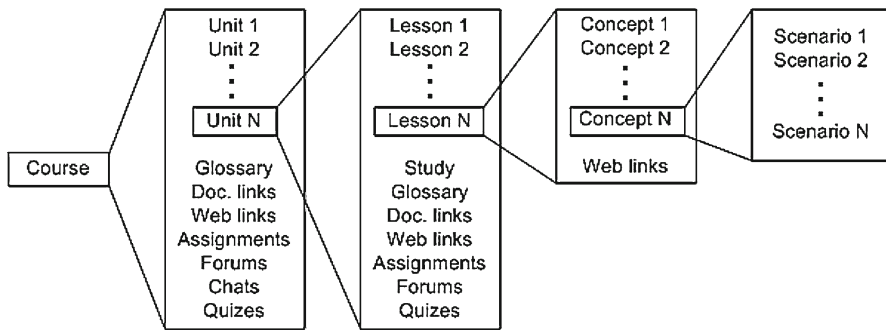 Course
Unit 1
Unit 2
Unit N
Glossary
Doc. links
Web links
Assignments
Forums
Chats
Quizes
Lesson 1
Lesson 2
Lesson N
Study
Glossary
Doc. links
Web links
Assignments
Forums
Quizes
Concept 1
Concept 2
Concept N
Web links
Scenario 1
Scenario 2
Scenario N